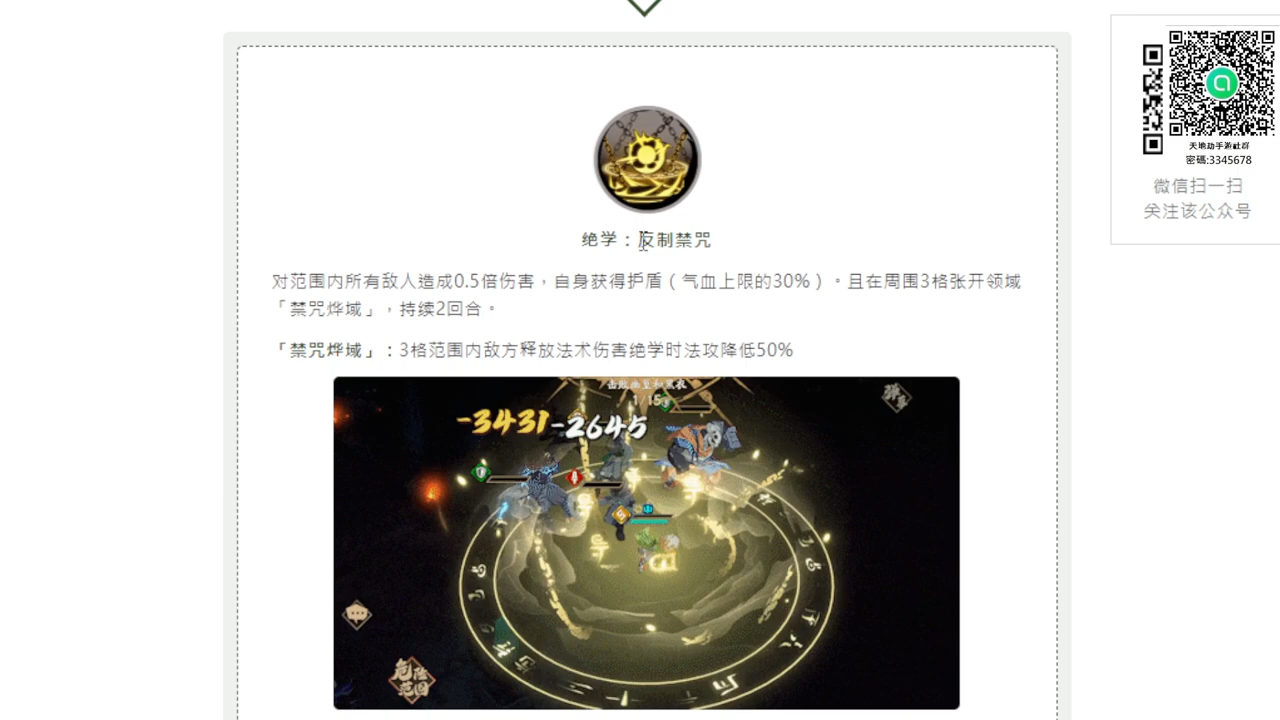 绝学：反制禁咒
对范围内所有敌人造成0.5倍伤害，自身获得护盾（气血上限的30%）。且在周围3格张开领域
「禁咒烨域」，持续2回合。
「禁咒烨域」：3格范围内敌方释放法术伤害绝学时法攻降低50%
1/15
-3431
-2645
弹幕
危险
范围
天地劫手游社群
密碼:3345678
微信扫一扫
关注该公众号